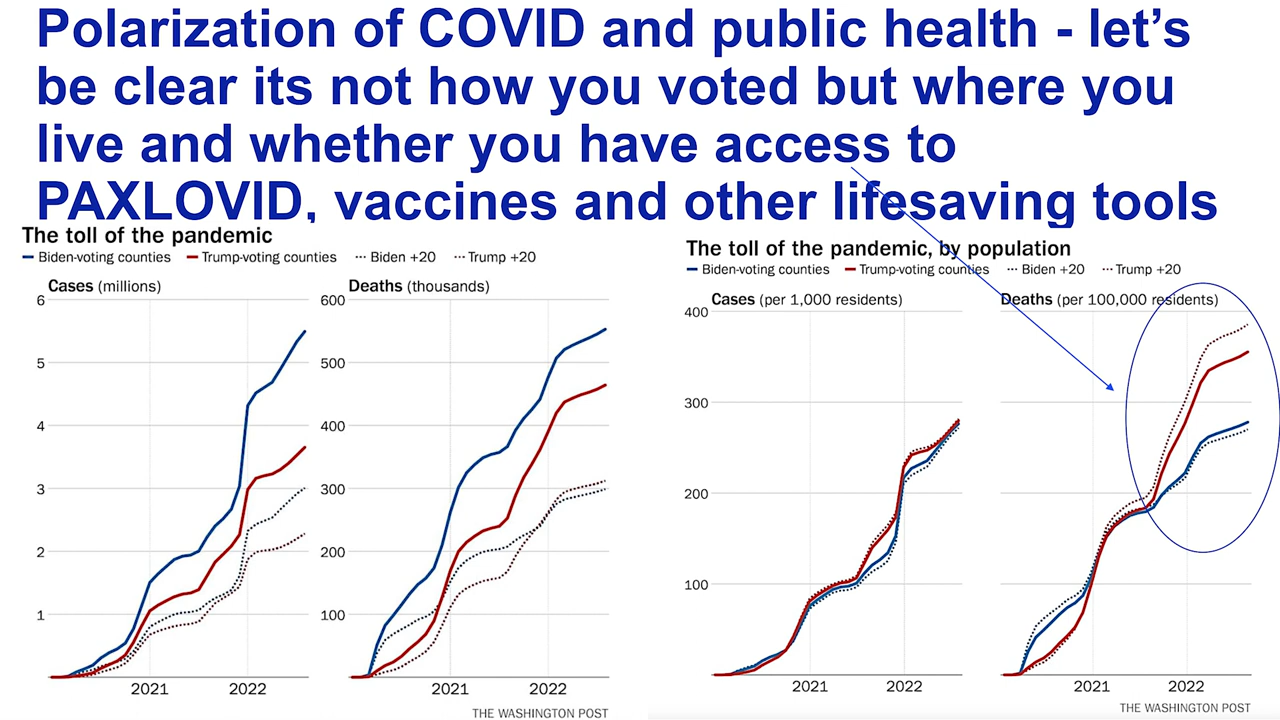 Polarization of COVID and public health - let's
be clear its not how you voted but where you
live and whether you have access to
PAXLOVID, vaccines and other lifesaving tools
The toll of the pandemic
Biden-voting counties Trump-voting counties Biden +20 Trump +20
Cases (millions)
6
5
4
3
2
1
2021 2022
Deaths (thousands)
600
500
400
300
200
100
2021 2022
THE WASHINGTON POST
The toll of the pandemic, by population
Biden-voting counties Trump-voting counties Biden +20 Trump +20
Cases (per 1,000 residents)
400
300
200
100
2021 2022
Deaths (per 100,000 residents)
2021 2022
THE WASHINGTON POST